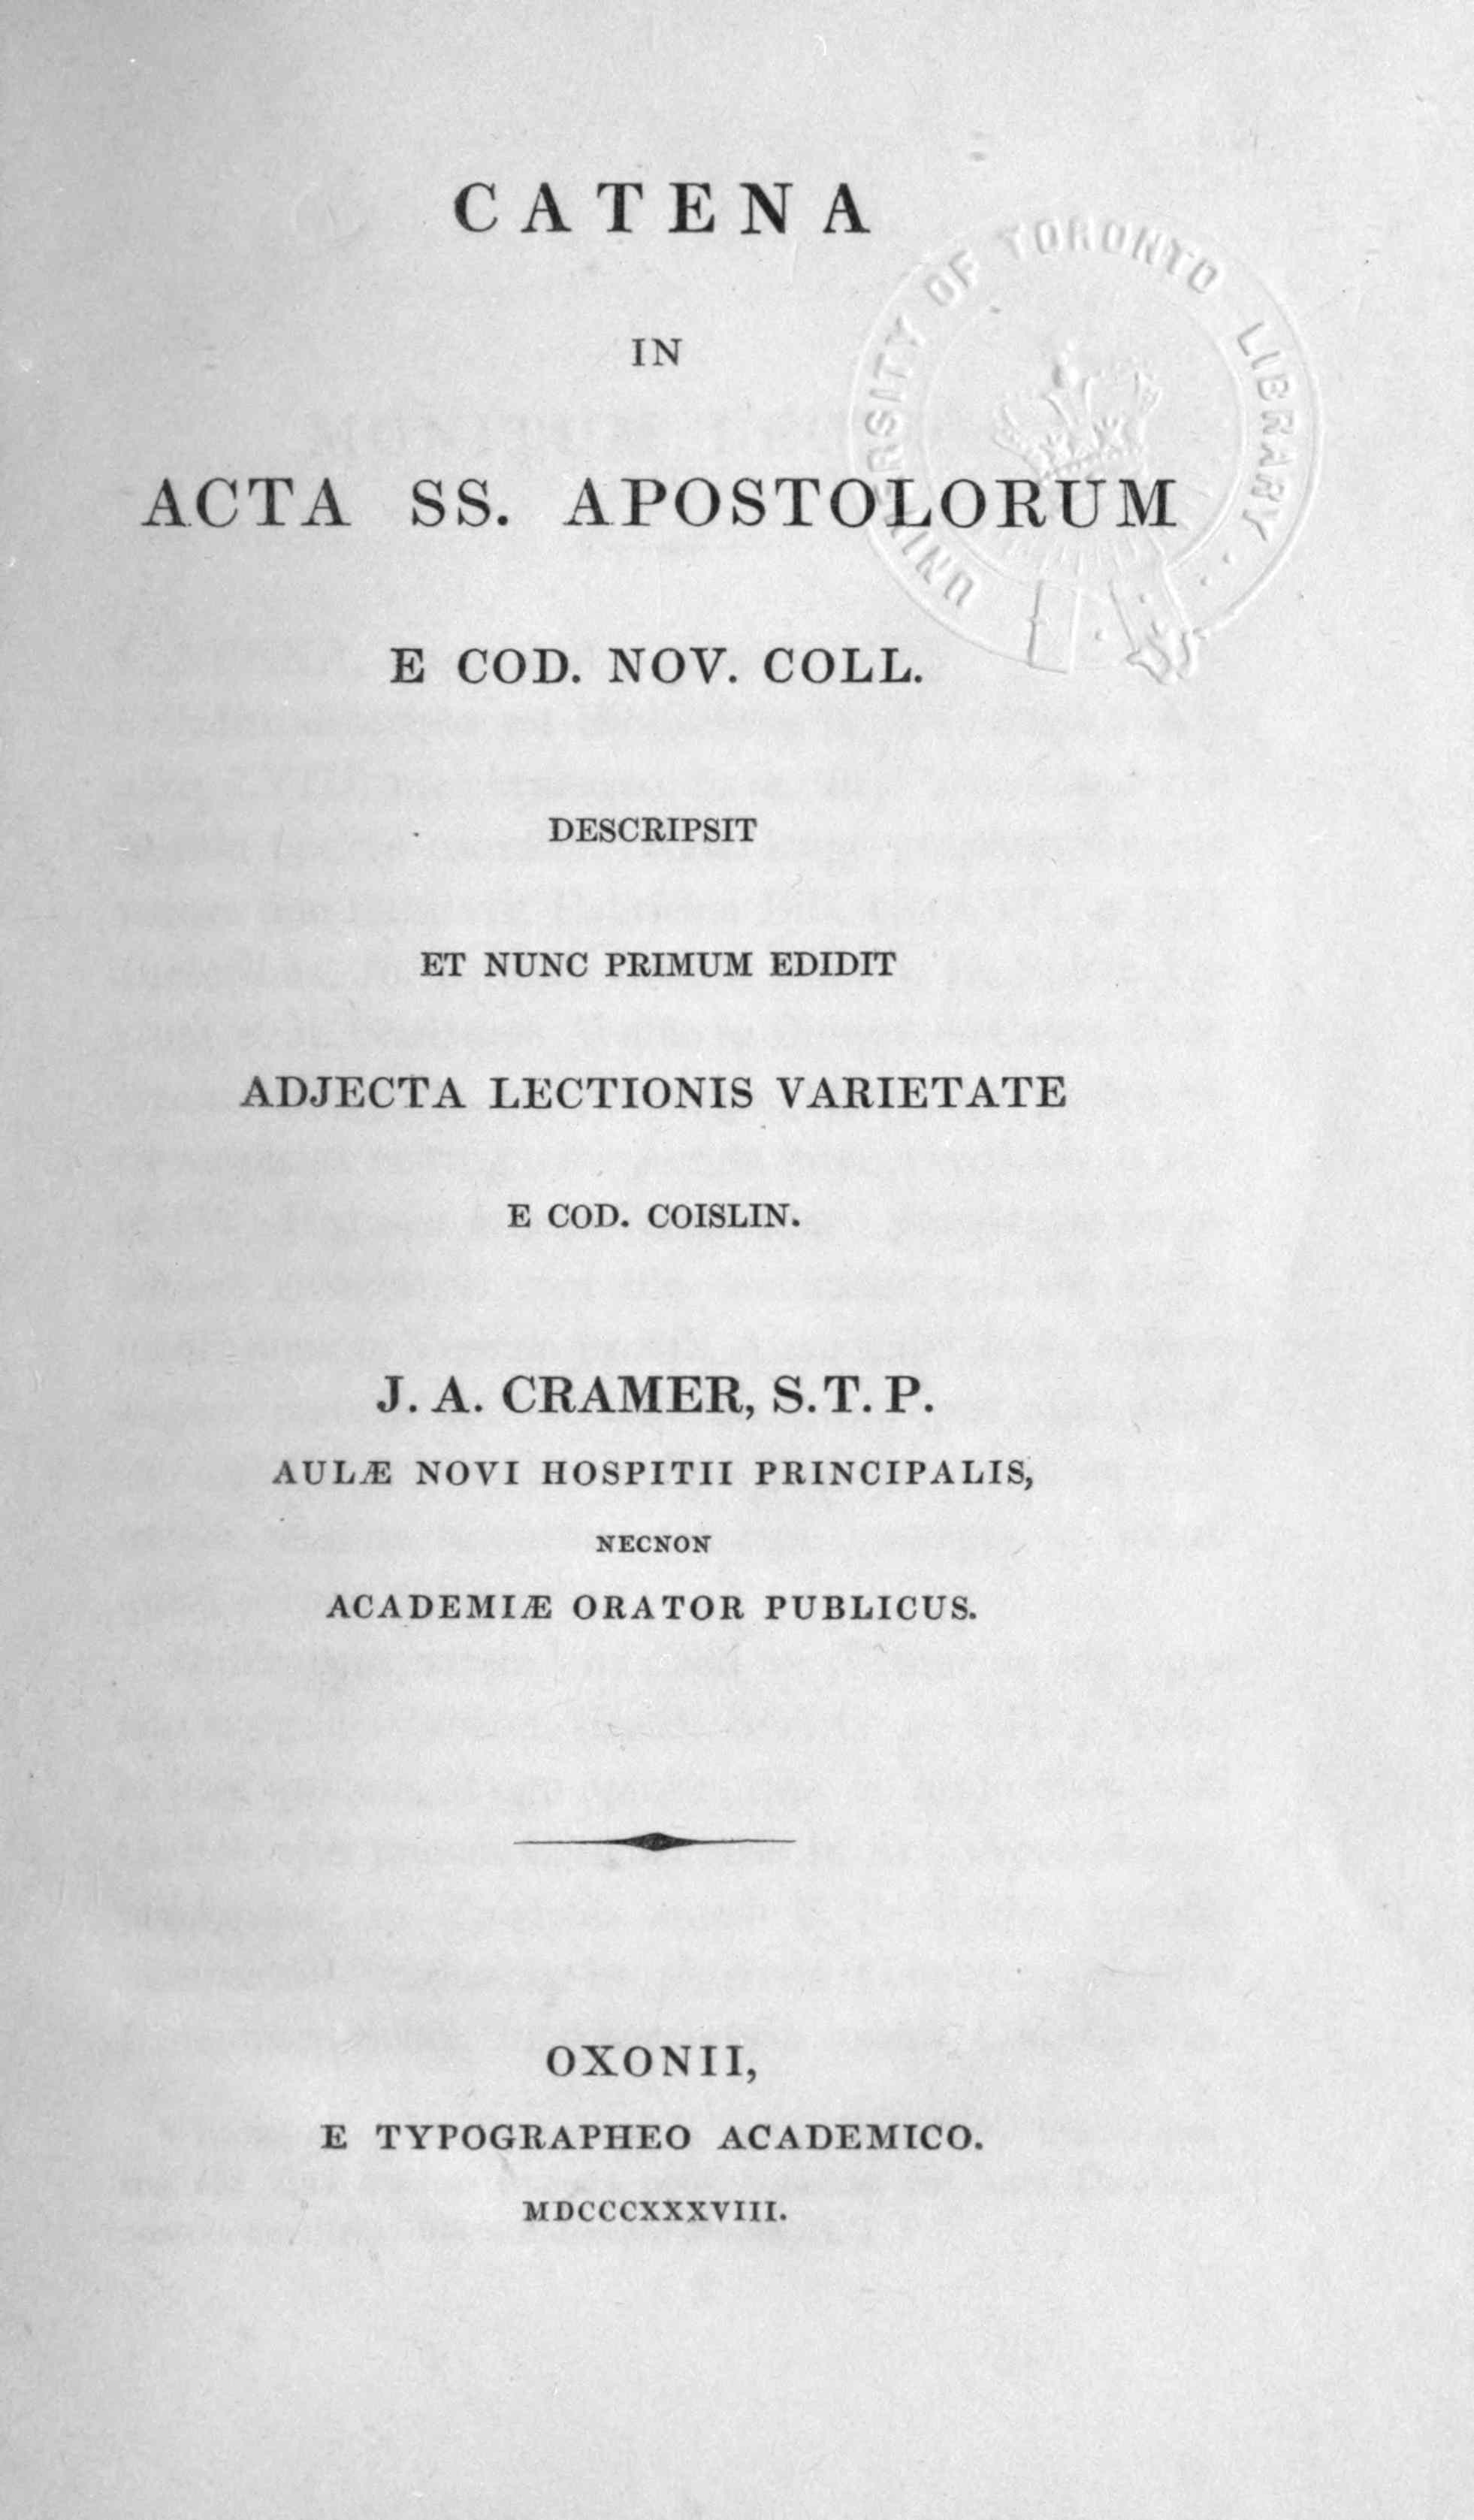 CATENA
IN
ACTA SS. APOSTOLORUM
E COD. NOV. COLL.
DESCRIPSIT
ET NUNC PRIMUM EDIDIT
ADJECTA LECTIONIS VARIETATE
E COD. COISLIN.
J. A. CRAMER, S. T. P.
AULÆ NOVI HOSPITII PRINCIPALIS,
NECNON
ACADEMIÆ ORATOR PUBLICUS.
OXONII,
E TYPOGRAPHEO ACADEMICO.
MDCCCXXXVIII.
UNIVERSITY OF TORONTO LIBRARY